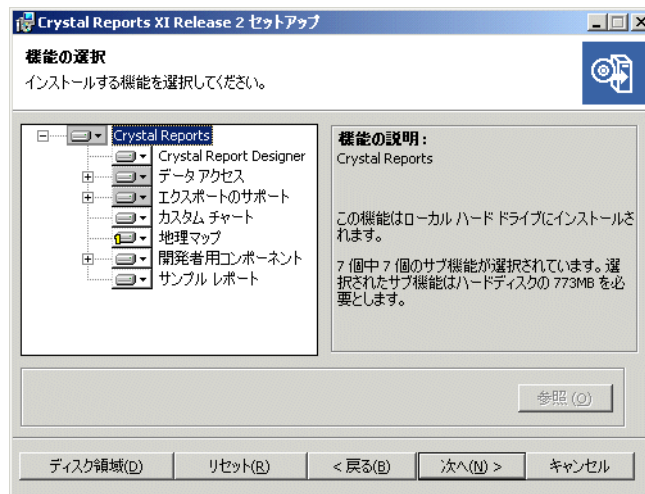 Crystal Reports XI Release 2 セットアップ
機能の選択
インストールする機能を選択してください。
Crystal Reports
Crystal Report Designer
データ アクセス
エクスポートのサポート
カスタム チャート
地理マップ
開発者用コンポーネント
サンプル レポート
機能の説明:
Crystal Reports
この機能はローカル ハード ドライブにインストールさ
れます。
7 個中 7 個のサブ機能が選択されています。選
択されたサブ機能はハードディスクの 773MB を必
要とします。
参照(O)
ディスク領域(D)
リセット(R)
< 戻る(B)
次へ(N) >
キャンセル